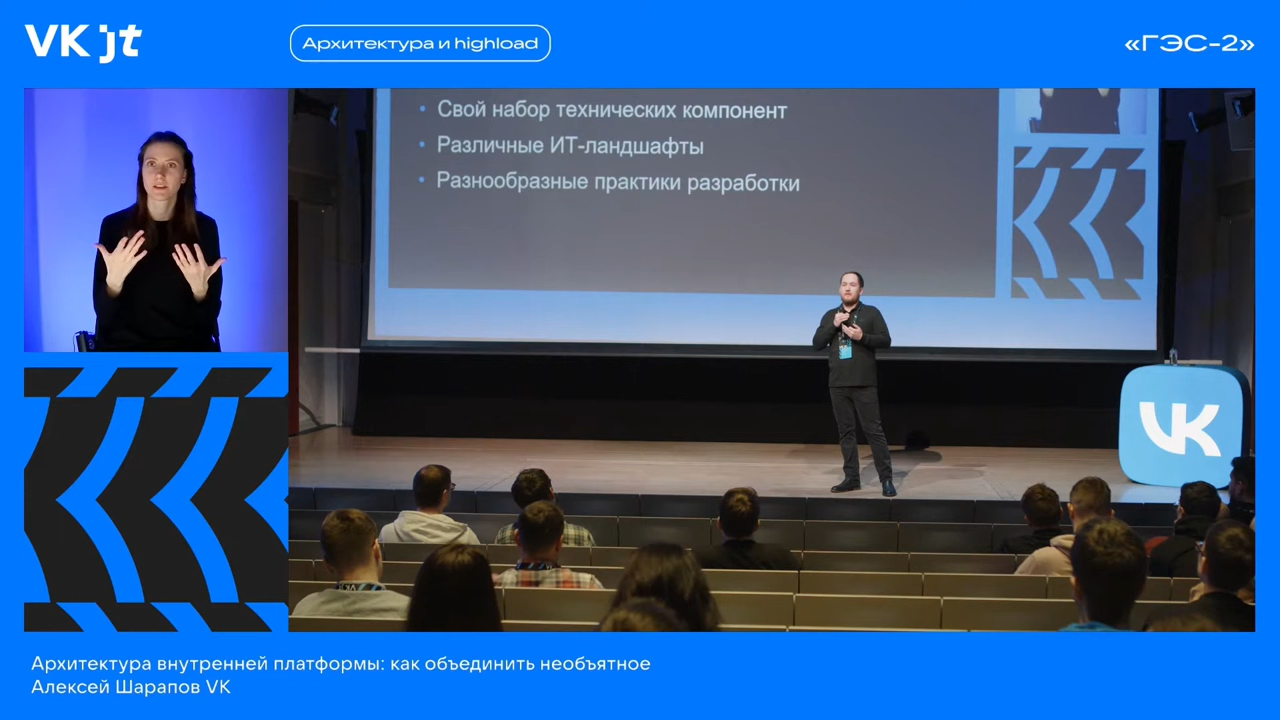 VK jt
Архитектура и highload
«ГЭС-2»
• Свой набор технических компонент
• Различные ИТ-ландшафты
• Разнообразные практики разработки
VK
Архитектура внутренней платформы: как объединить необъятное
Алексей Шарапов VK